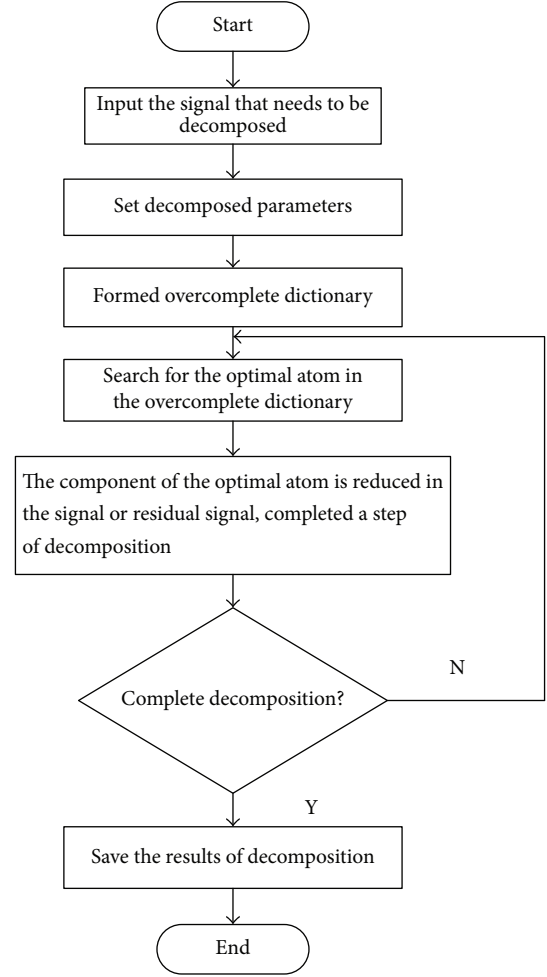 Start
Input the signal that needs to be
decomposed
Set decomposed parameters
Formed overcomplete dictionary
Search for the optimal atom in
the overcomplete dictionary
The component of the optimal atom is reduced in
the signal or residual signal, completed a step
of decomposition
Complete decomposition?
N
Y
Save the results of decomposition
End